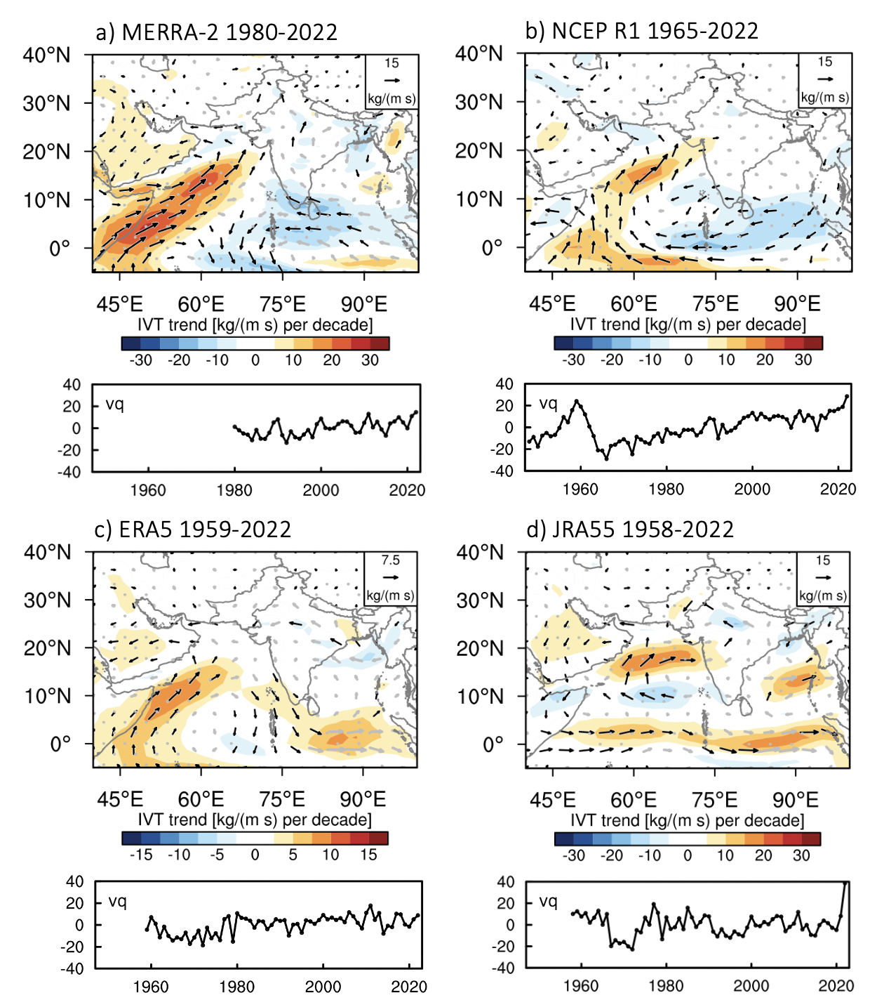 a) MERRA-2 1980-2022
40°N
30°N
20°N
10°N
0°
15
kg/(m s)
45°E 60°E 75°E 90°E
IVT trend [kg/(m s) per decade]
-30 -20 -10 0 10 20 30
40
20
0
-20
-40
vq
1960 1980 2000 2020
b) NCEP R1 1965-2022
40°N
30°N
20°N
10°N
0°
15
kg/(m s)
45°E 60°E 75°E 90°E
IVT trend [kg/(m s) per decade]
-30 -20 -10 0 10 20 30
40
20
0
-20
-40
vq
1960 1980 2000 2020
c) ERA5 1959-2022
40°N
30°N
20°N
10°N
0°
7.5
kg/(m s)
45°E 60°E 75°E 90°E
IVT trend [kg/(m s) per decade]
-15 -10 -5 0 5 10 15
40
20
0
-20
-40
vq
1960 1980 2000 2020
d) JRA55 1958-2022
40°N
30°N
20°N
10°N
0°
15
kg/(m s)
45°E 60°E 75°E 90°E
IVT trend [kg/(m s) per decade]
-30 -20 -10 0 10 20 30
40
20
0
-20
-40
vq
1960 1980 2000 2020